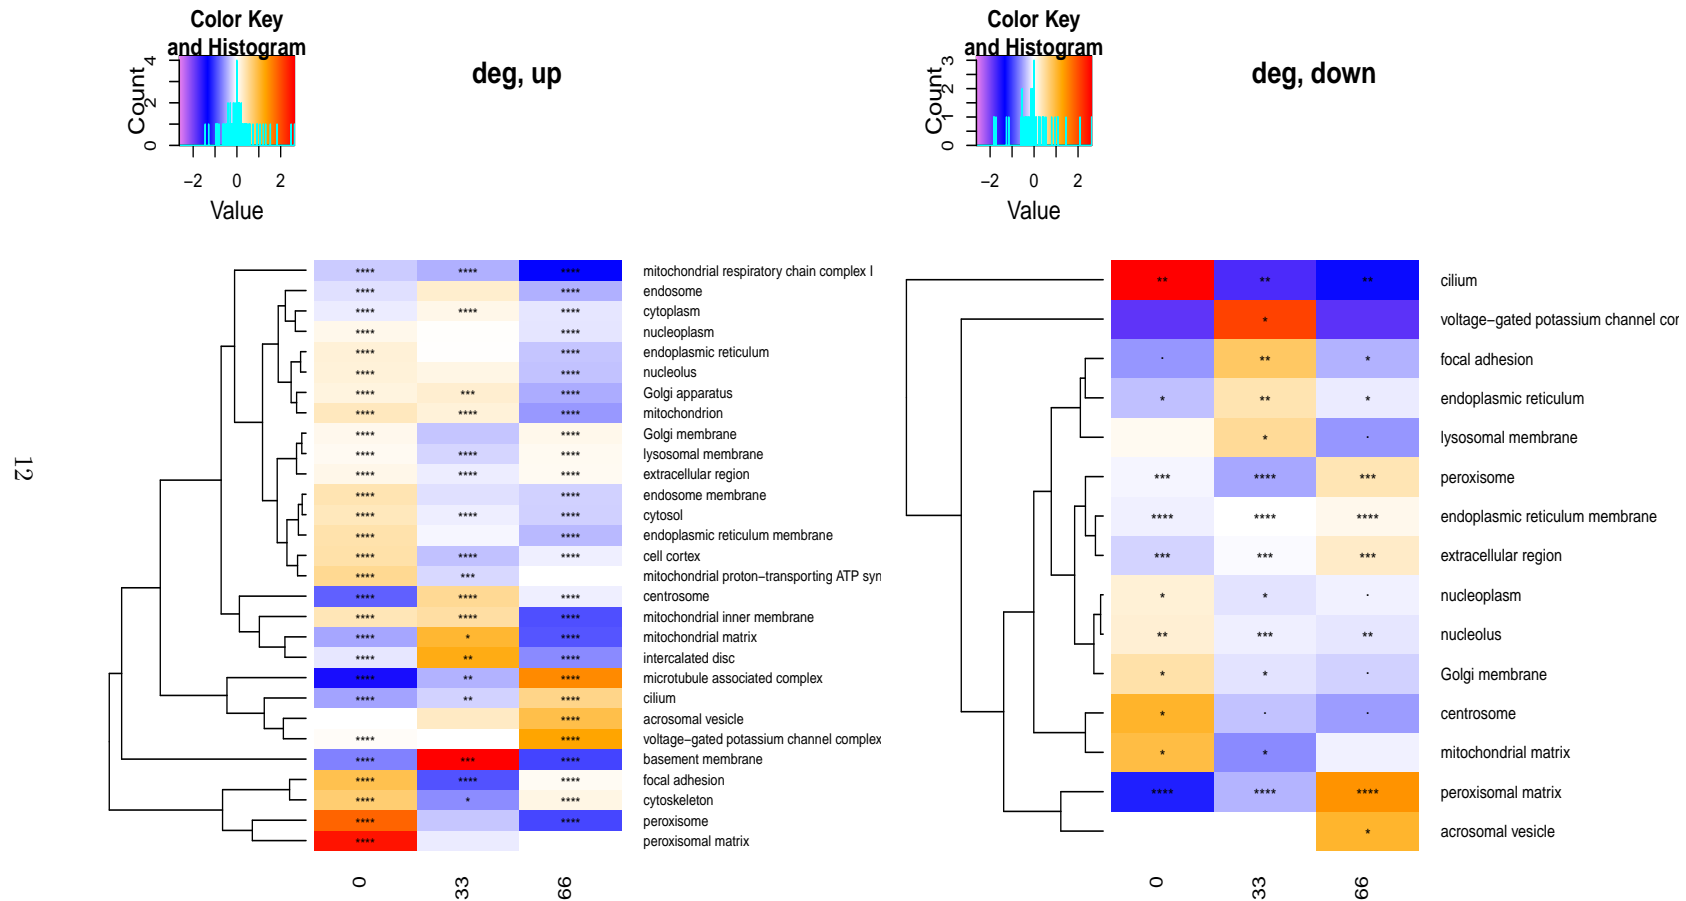 Color Key
and Histogram
Count
0 2 4
−2 0 2
Value
deg, up
**** **** **** mitochondrial respiratory chain complex I
**** **** endosome
**** **** **** cytoplasm
**** **** nucleoplasm
**** **** endoplasmic reticulum
**** **** nucleolus
**** *** **** Golgi apparatus
**** **** **** mitochondrion
**** **** Golgi membrane
**** **** **** lysosomal membrane
**** **** **** extracellular region
**** **** endosome membrane
**** **** **** cytosol
**** **** endoplasmic reticulum membrane
**** **** **** cell cortex
**** *** mitochondrial proton−transporting ATP syn
**** **** **** centrosome
**** **** **** mitochondrial inner membrane
**** * **** mitochondrial matrix
**** ** **** intercalated disc
**** ** **** microtubule associated complex
**** ** **** cilium
**** acrosomal vesicle
**** **** voltage−gated potassium channel complex
**** *** **** basement membrane
**** **** **** focal adhesion
**** * **** cytoskeleton
**** **** peroxisome
**** peroxisomal matrix
0 33 66
Color Key
and Histogram
Count
0 1 2 3
−2 0 2
Value
deg, down
** ** ** cilium
* voltage−gated potassium channel cor
. ** * focal adhesion
* ** * endoplasmic reticulum
* . lysosomal membrane
*** **** *** peroxisome
**** **** **** endoplasmic reticulum membrane
*** *** *** extracellular region
* * . nucleoplasm
** *** ** nucleolus
* * . Golgi membrane
* . . centrosome
* * mitochondrial matrix
**** **** **** peroxisomal matrix
* acrosomal vesicle
0 33 66
12